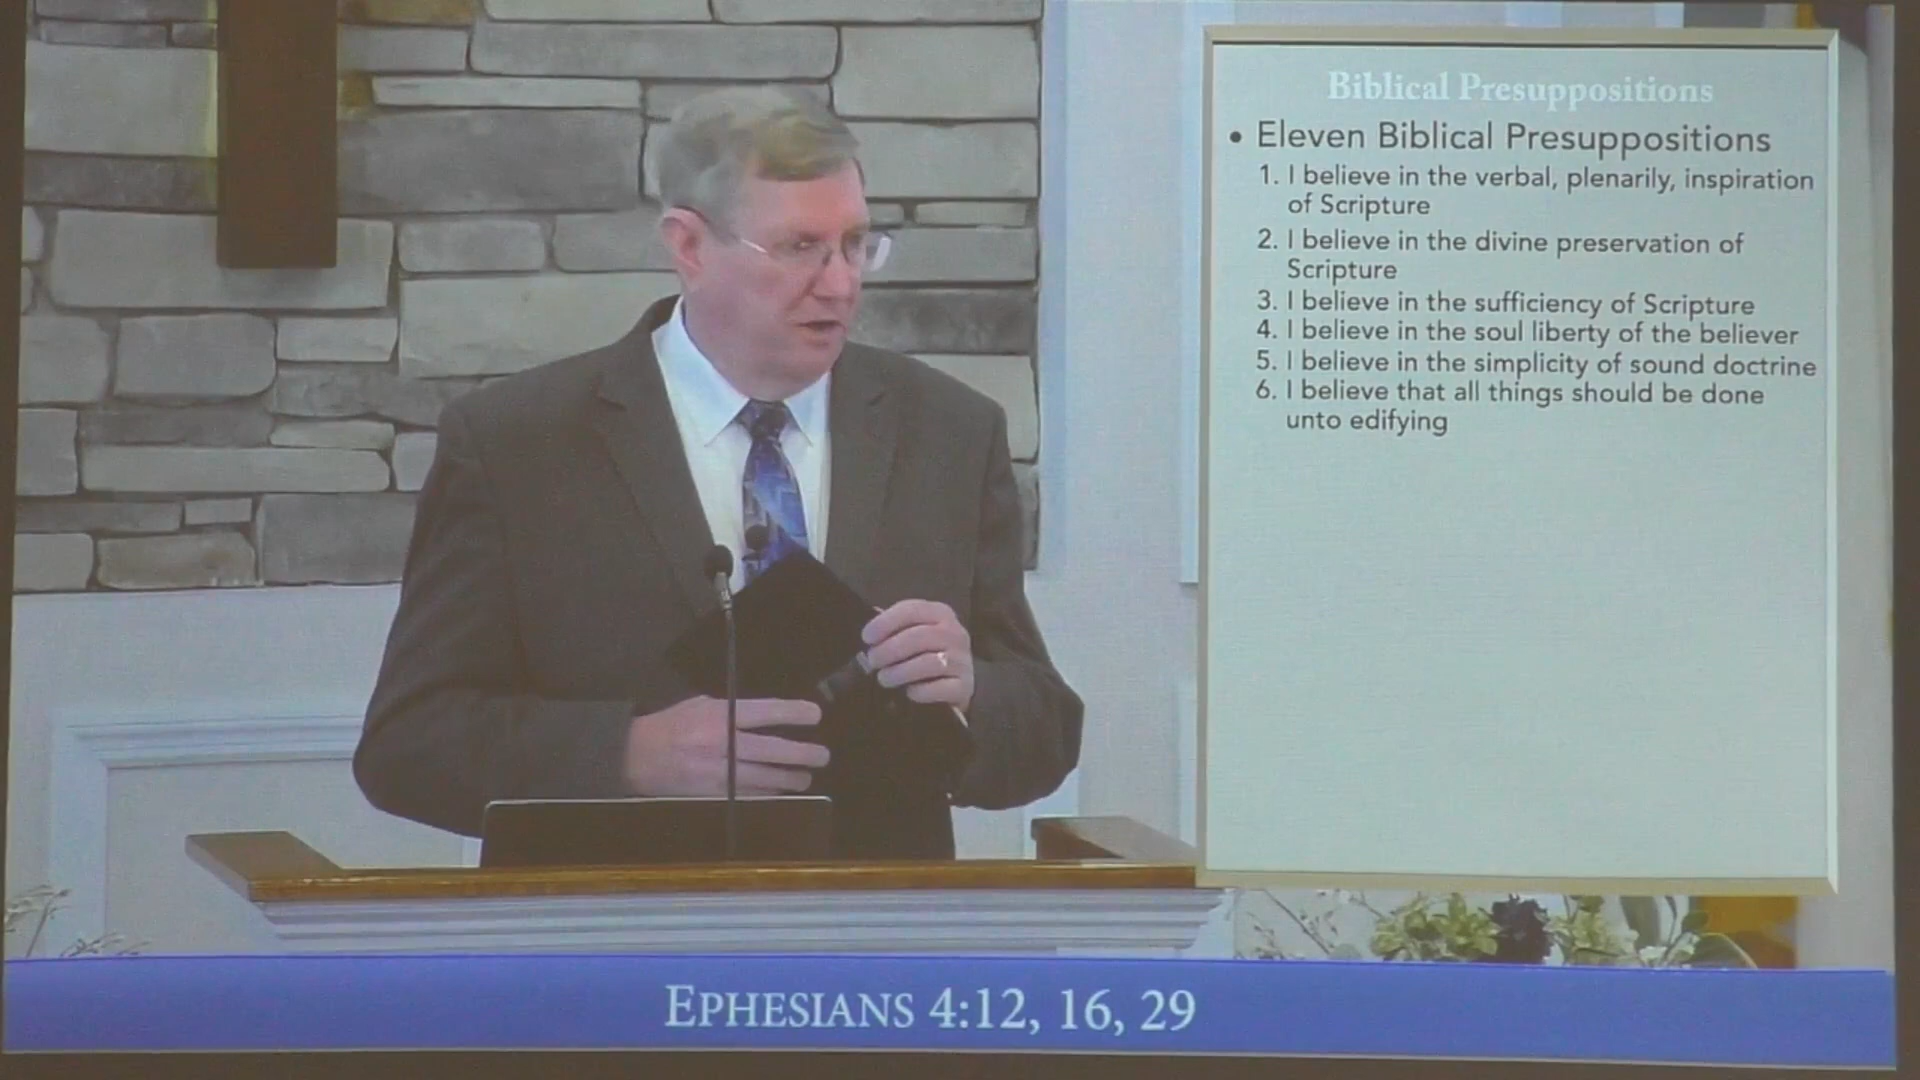 Biblical Presuppositions
• Eleven Biblical Presuppositions
1. I believe in the verbal, plenarily, inspiration
of Scripture
2. I believe in the divine preservation of
Scripture
3. I believe in the sufficiency of Scripture
4. I believe in the soul liberty of the believer
5. I believe in the simplicity of sound doctrine
6. I believe that all things should be done
unto edifying
EPHESIANS 4:12, 16, 29